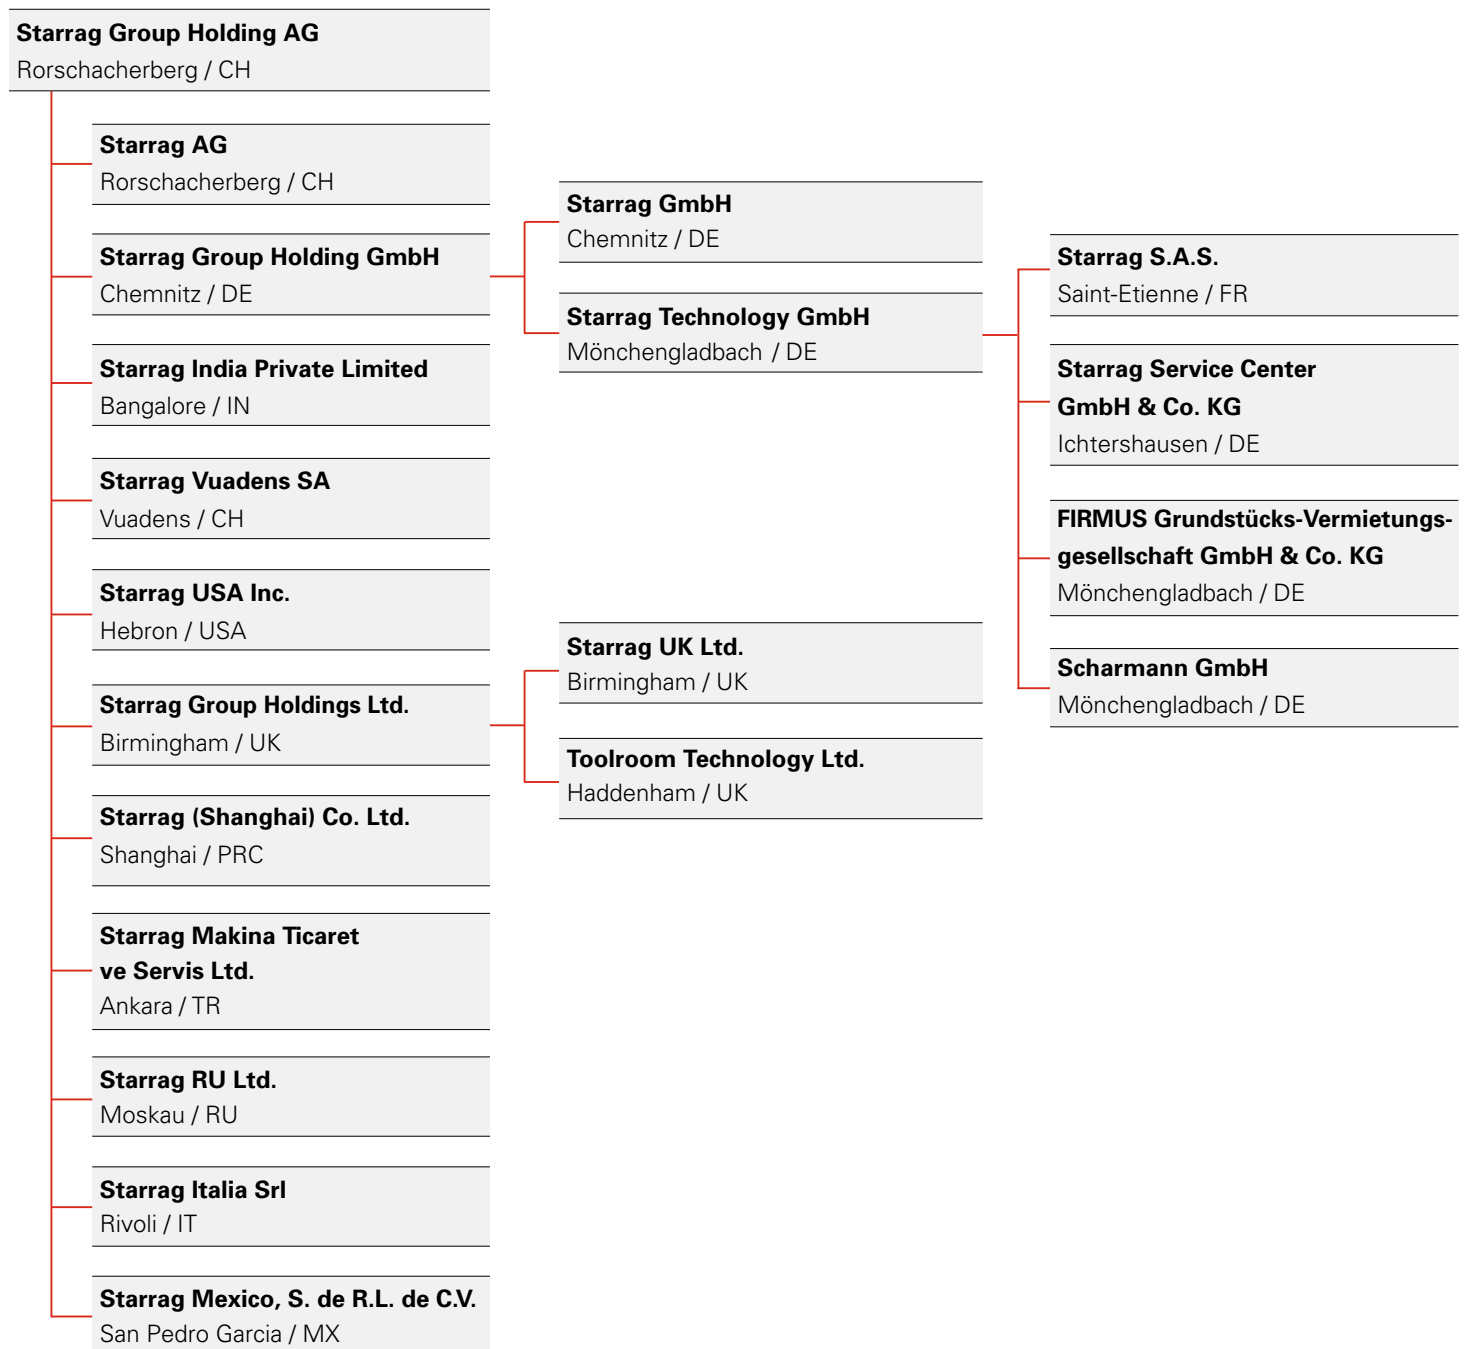 Starrag Group Holding AG
Rorschacherberg / CH
Starrag AG
Rorschacherberg / CH
Starrag Group Holding GmbH
Chemnitz / DE
Starrag India Private Limited
Bangalore / IN
Starrag Vuadens SA
Vuadens / CH
Starrag USA Inc.
Hebron / USA
Starrag Group Holdings Ltd.
Birmingham / UK
Starrag (Shanghai) Co. Ltd.
Shanghai / PRC
Starrag Makina Ticaret
ve Servis Ltd.
Ankara / TR
Starrag RU Ltd.
Moskau / RU
Starrag Italia Srl
Rivoli / IT
Starrag Mexico, S. de R.L. de C.V.
San Pedro Garcia / MX
Starrag GmbH
Chemnitz / DE
Starrag Technology GmbH
Mönchengladbach / DE
Starrag UK Ltd.
Birmingham / UK
Toolroom Technology Ltd.
Haddenham / UK
Starrag S.A.S.
Saint-Etienne / FR
Starrag Service Center
GmbH & Co. KG
Ichtershausen / DE
FIRMUS Grundstücks-Vermietungs-
gesellschaft GmbH & Co. KG
Mönchengladbach / DE
Scharmann GmbH
Mönchengladbach / DE